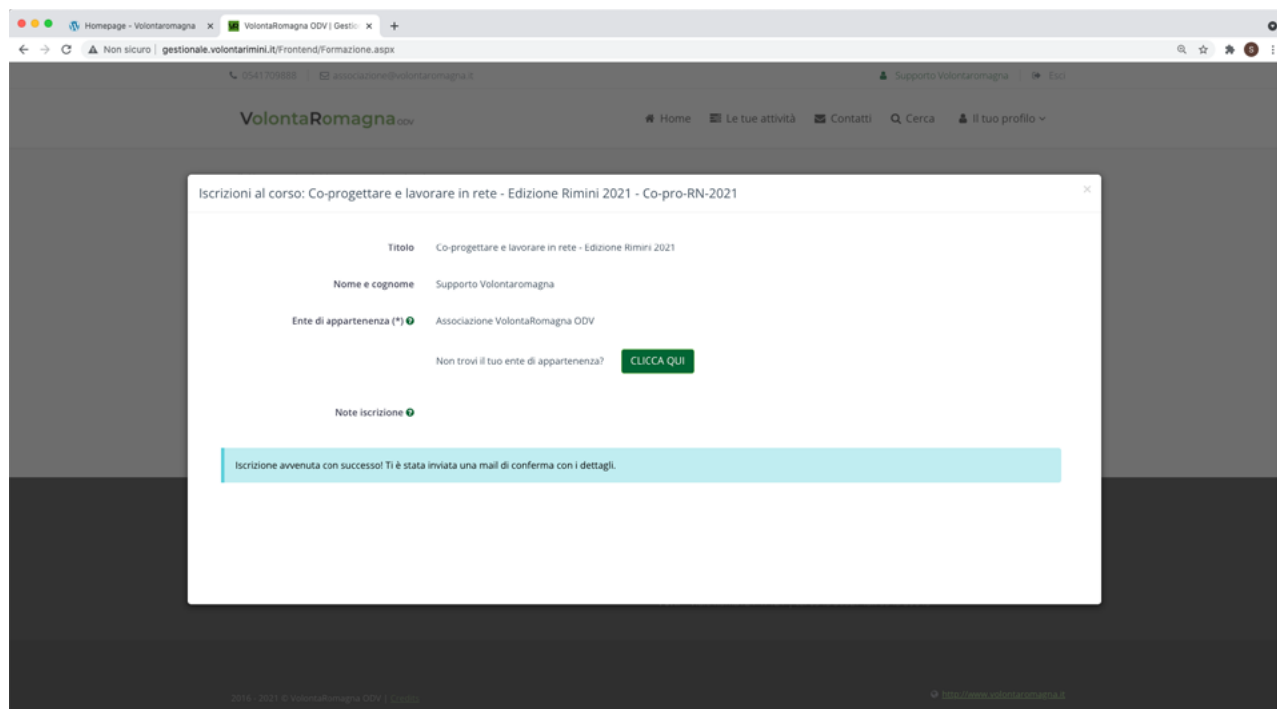 Homepage - Volontaromagna
VolontaRomagna ODV | Gestio
Non sicuro | gestionale.volontarimini.it/Frontend/Formazione.aspx
S
0541709888 | associazione@volontaromagna.it
Supporto Volontaromagna | Esci
VolontaRomagna ODV
Home Le tue attività Contatti Cerca Il tuo profilo
Iscrizioni al corso: Co-progettare e lavorare in rete - Edizione Rimini 2021 - Co-pro-RN-2021
Titolo Co-progettare e lavorare in rete - Edizione Rimini 2021
Nome e cognome Supporto Volontaromagna
Ente di appartenenza (*) Associazione VolontaRomagna ODV
Non trovi il tuo ente di appartenenza? CLICCA QUI
Note iscrizione
Iscrizione avvenuta con successo! Ti è stata inviata una mail di conferma con i dettagli.
2016 - 2021 © VolontaRomagna ODV | Credits
http://www.volontaromagna.it